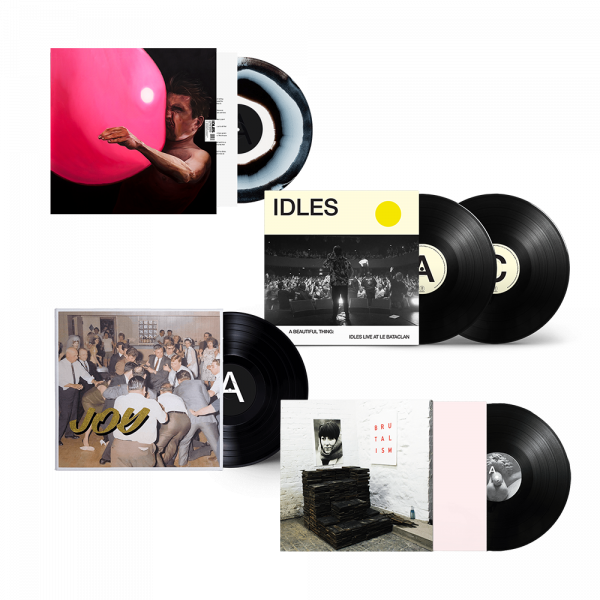 IDLES
A BEAUTIFUL THING:
IDLES LIVE AT LE BATACLAN
A
C
JOY
A
BRU
TAL
ISM
A